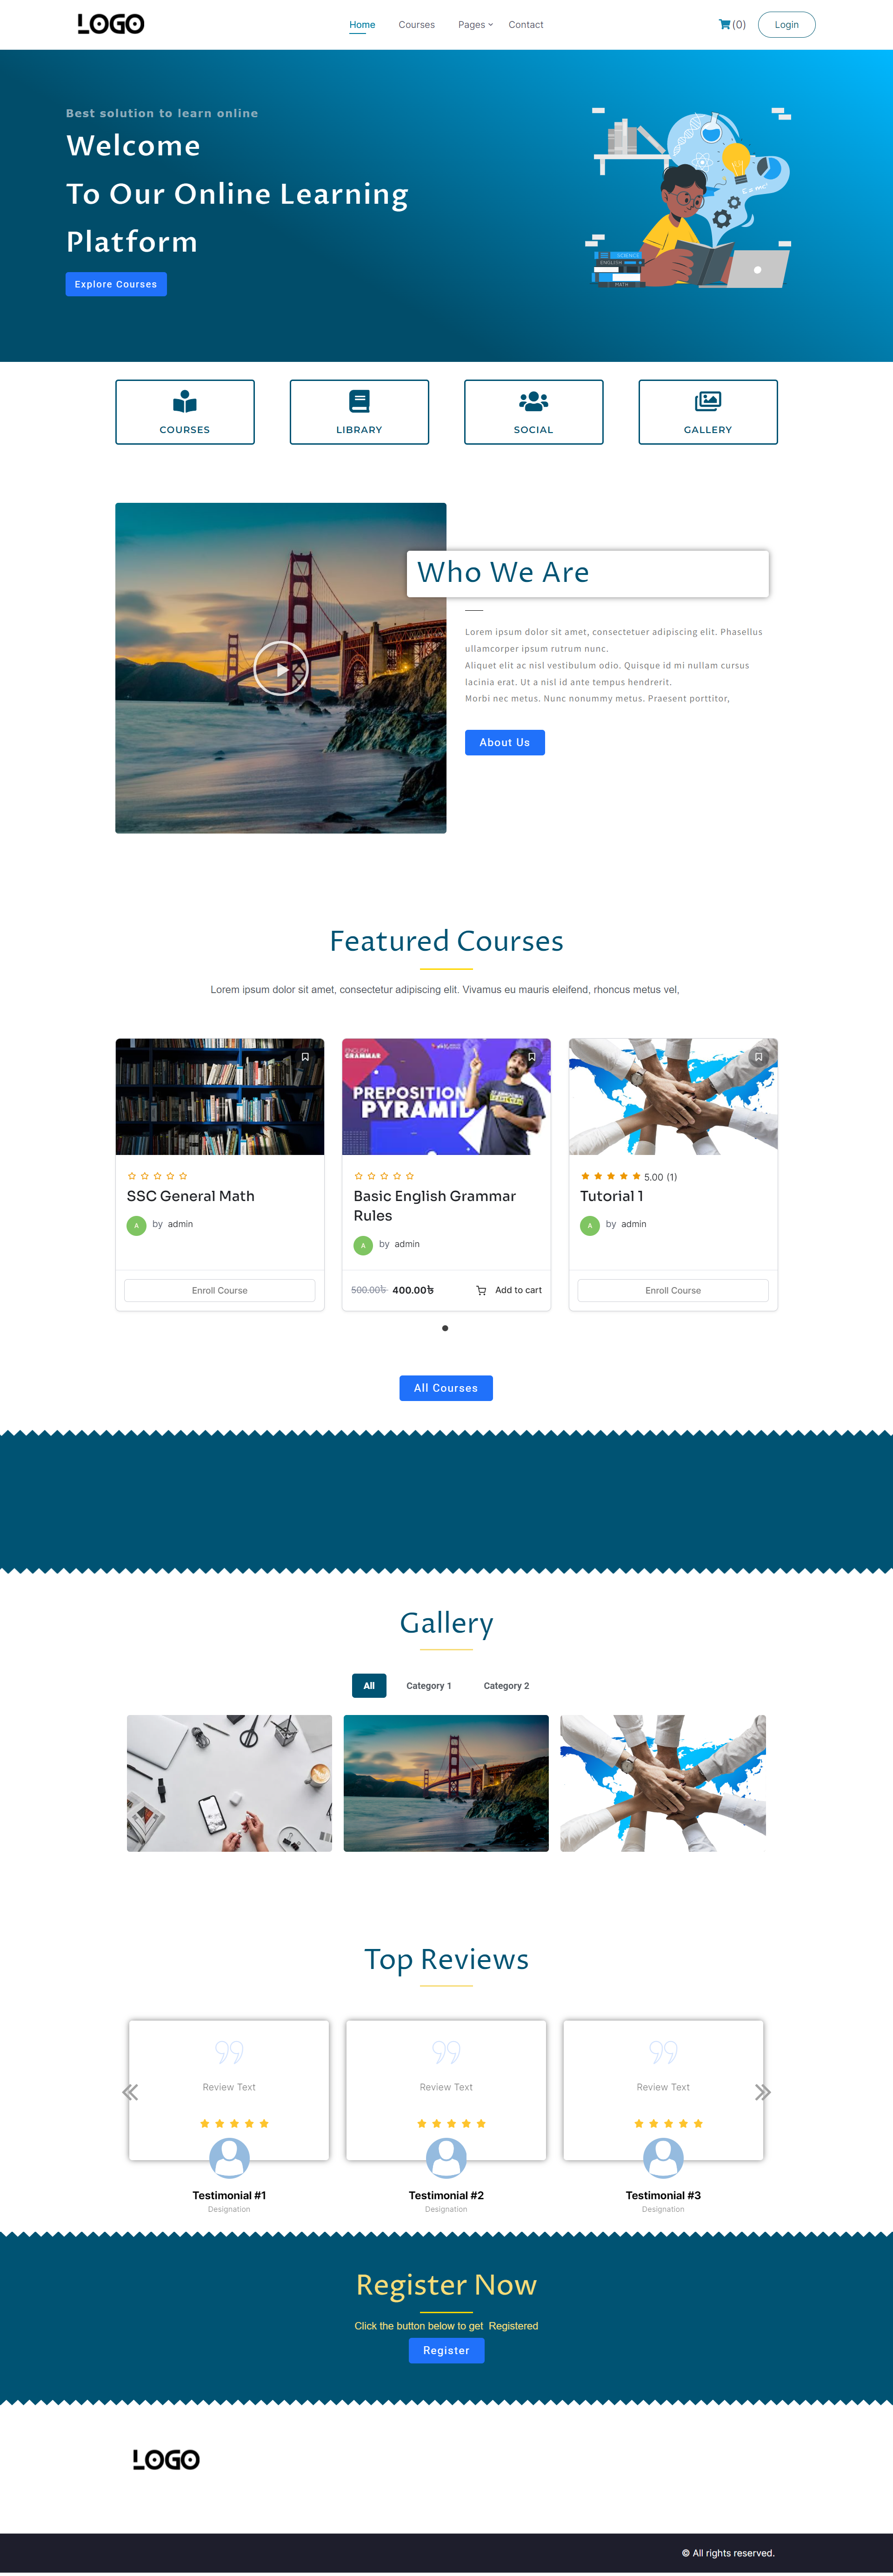 LOGO
Home
Courses
Pages
Contact
(0)
Login
Best solution to learn online
Welcome
To Our Online Learning
Platform
Explore Courses
SCIENCE
ENGLISH
MATH
COURSES
LIBRARY
SOCIAL
GALLERY
Who We Are
Lorem ipsum dolor sit amet, consectetuer adipiscing elit. Phasellus
ullamcorper ipsum rutrum nunc.
Aliquet elit ac nisl vestibulum odio. Quisque id mi nullam cursus
lacinia erat. Ut a nisl id ante tempus hendrerit.
Morbi nec metus. Nunc nonummy metus. Praesent porttitor,
About Us
Featured Courses
Lorem ipsum dolor sit amet, consectetur adipiscing elit. Vivamus eu mauris eleifend, rhoncus metus vel,
ENGLISH
GRAMMAR
PREPOSITION
PYRAMID
5.00 (1)
SSC General Math
Basic English Grammar
Rules
Tutorial 1
A by admin
A by admin
A by admin
Enroll Course
500.00৳ 400.00৳
Add to cart
Enroll Course
All Courses
Gallery
All
Category 1
Category 2
Top Reviews
Review Text
Review Text
Review Text
Testimonial #1
Designation
Testimonial #2
Designation
Testimonial #3
Designation
Register Now
Click the button below to get Registered
Register
LOGO
© All rights reserved.